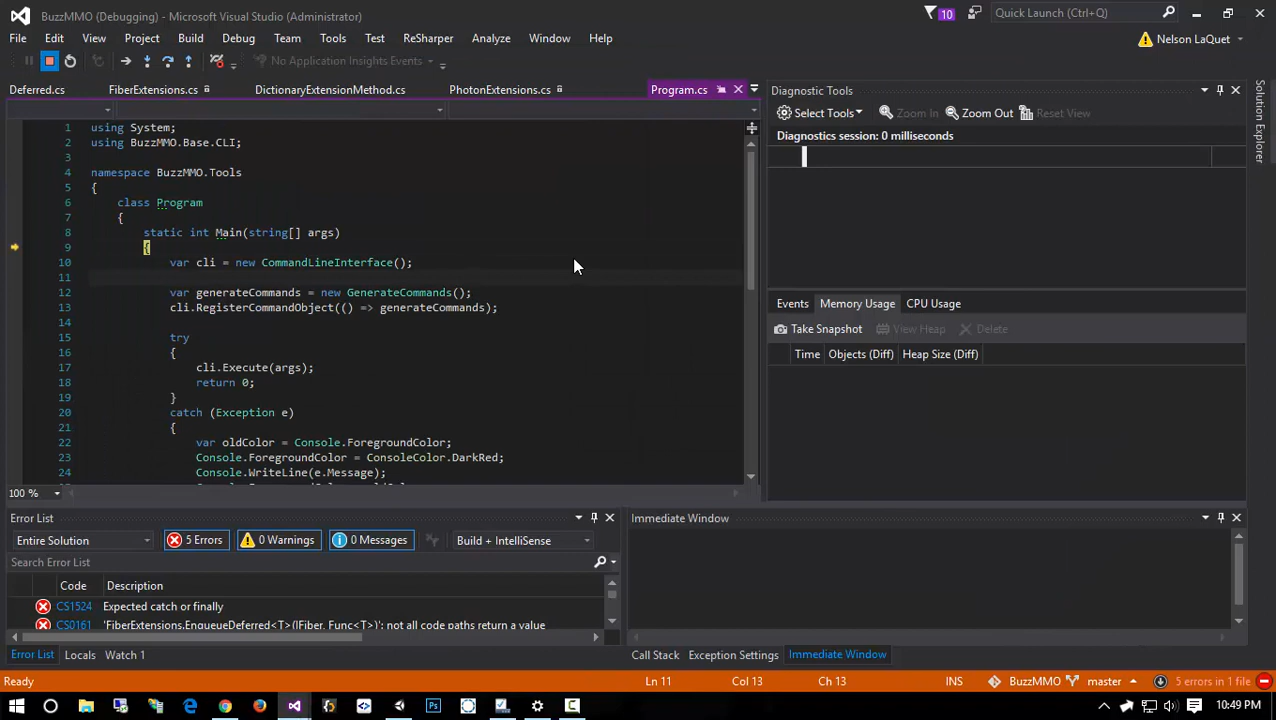 BuzzMMO (Debugging) - Microsoft Visual Studio (Administrator)
10
Quick Launch (Ctrl+Q)
File Edit View Project Build Debug Team Tools Test ReSharper Analyze Window Help
Nelson LaQuet
No Application Insights Events
Deferred.cs FiberExtensions.cs DictionaryExtensionMethod.cs PhotonExtensions.cs Program.cs
1 using System;
2 using BuzzMMO.Base.CLI;
3
4 namespace BuzzMMO.Tools
5 {
6 class Program
7 {
8 static int Main(string[] args)
9 {
10 var cli = new CommandLineInterface();
11
12 var generateCommands = new GenerateCommands();
13 cli.RegisterCommandObject(() => generateCommands);
14
15 try
16 {
17 cli.Execute(args);
18 return 0;
19 }
20 catch (Exception e)
21 {
22 var oldColor = Console.ForegroundColor;
23 Console.ForegroundColor = ConsoleColor.DarkRed;
24 Console.WriteLine(e.Message);
100 %
Diagnostic Tools
Select Tools Zoom In Zoom Out Reset View
Diagnostics session: 0 milliseconds
Events Memory Usage CPU Usage
Take Snapshot View Heap Delete
Time Objects (Diff) Heap Size (Diff)
Solution Explorer
Error List
Entire Solution 5 Errors 0 Warnings 0 Messages Build + IntelliSense
Search Error List
Code Description
CS1524 Expected catch or finally
CS0161 'FiberExtensions.EnqueueDeferred<T>(IFiber, Func<T>)': not all code paths return a value
Error List Locals Watch 1
Immediate Window
Call Stack Exception Settings Immediate Window
Ready Ln 11 Col 13 Ch 13 INS BuzzMMO master 5 errors in 1 file
10:49 PM